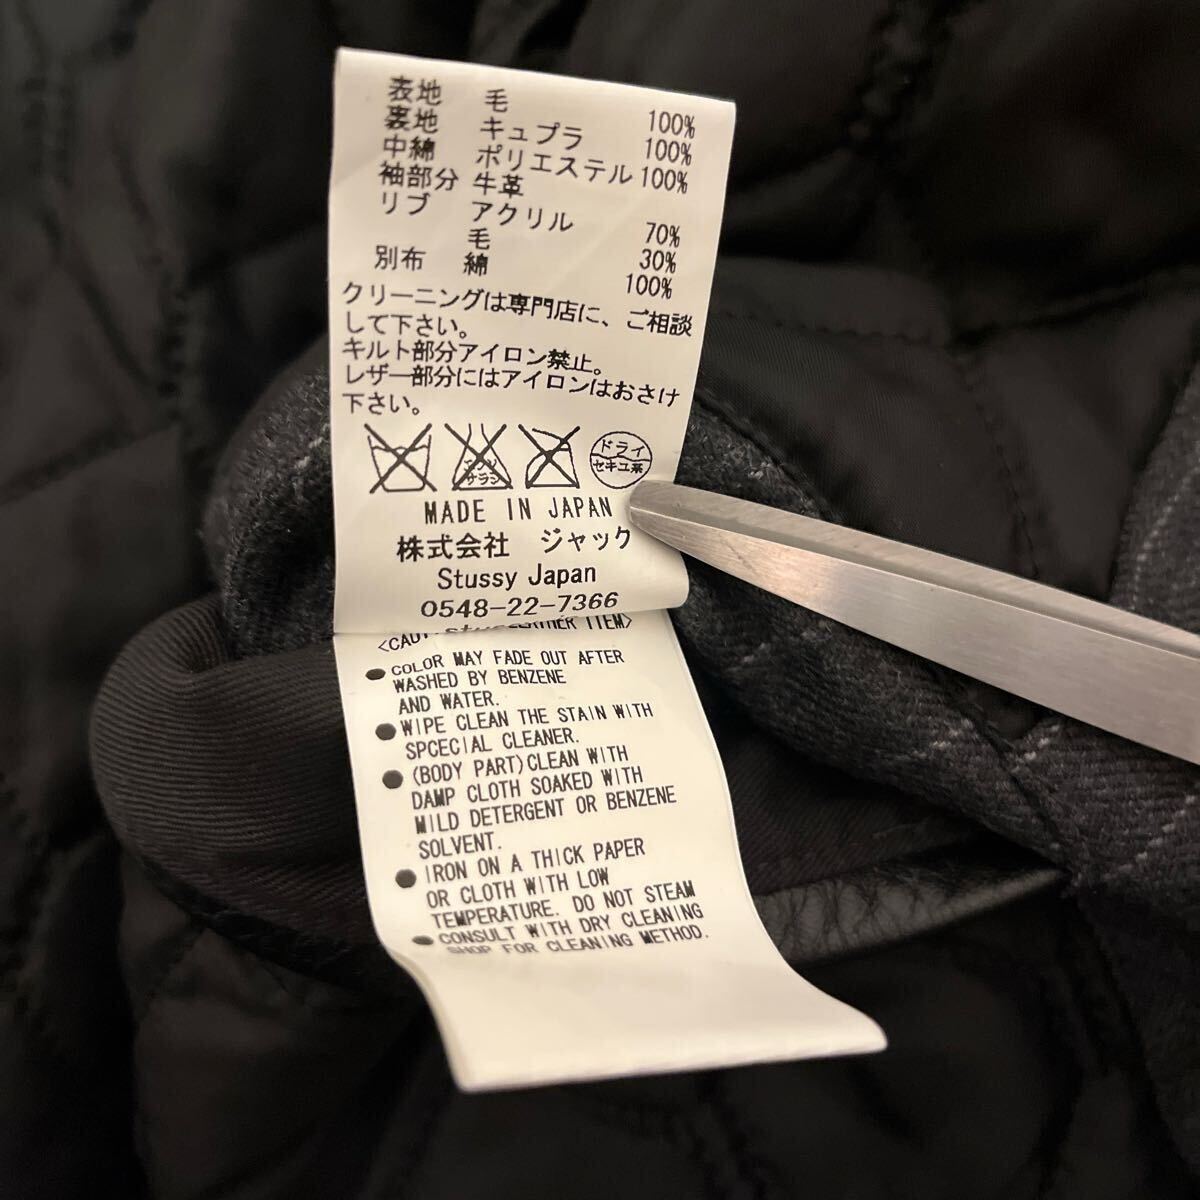 表地 毛 100%
裏地 キュプラ 100%
中綿 ポリエステル 100%
袖部分 牛革
リブ アクリル 70%
毛 30%
別布 綿 100%
クリーニングは専門店に、ご相談
して下さい。
キルト部分アイロン禁止。
レザー部分にはアイロンはおさけ
下さい。
エンソ
サラシ
ドライ
セキユ系
MADE IN JAPAN
株式会社 ジャック
Stussy Japan
0548-22-7366
● COLOR MAY FADE OUT AFTER
WASHED BY BENZENE
AND WATER.
● WIPE CLEAN THE STAIN WITH
SPCECIAL CLEANER.
● (BODY PART)CLEAN WITH
DAMP CLOTH SOAKED WITH
MILD DETERGENT OR BENZENE
SOLVENT.
● IRON ON A THICK PAPER
OR CLOTH WITH LOW
TEMPERATURE. DO NOT STEAM
● CONSULT WITH DRY CLEANING
SHOP FOR CLEANING METHOD.